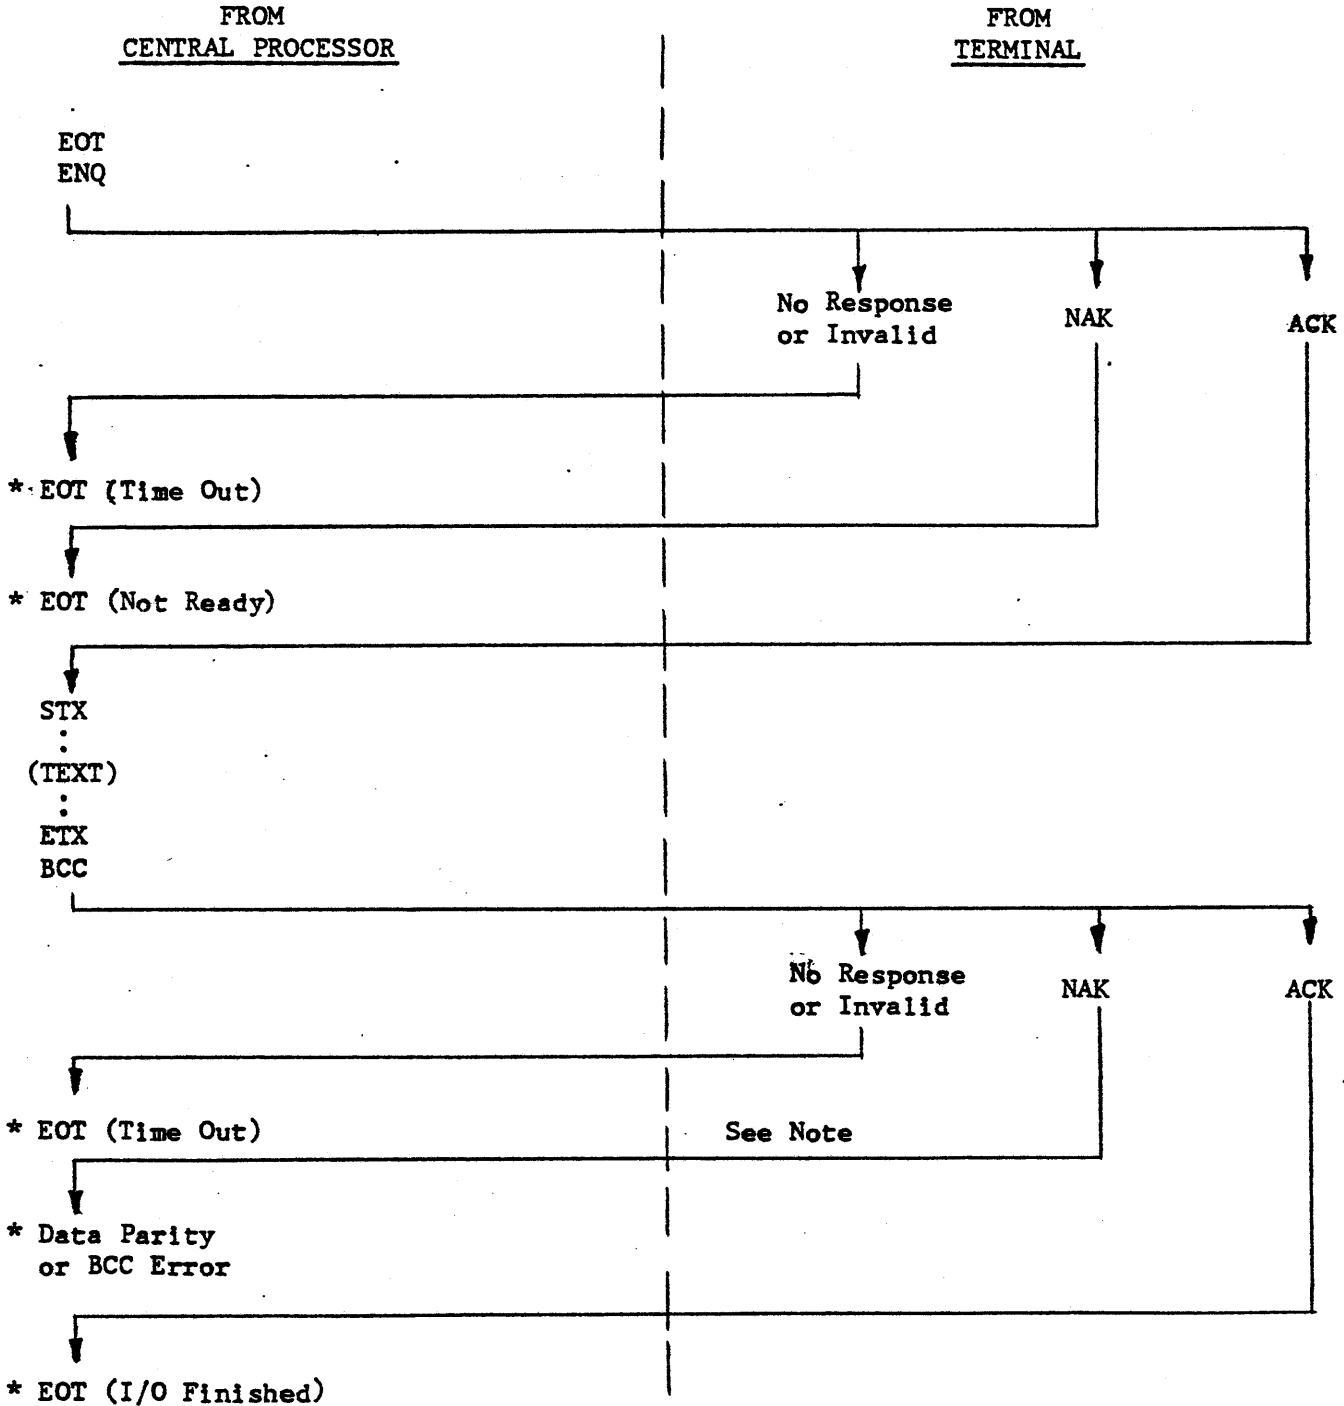 FROM
CENTRAL PROCESSOR
FROM
TERMINAL
EOT
ENQ
No Response
or Invalid
NAK
ACK
* EOT (Time Out)
* EOT (Not Ready)
STX
(TEXT)
ETX
BCC
No Response
or Invalid
NAK
ACK
* EOT (Time Out)
See Note
* Data Parity
or BCC Error
* EOT (I/O Finished)